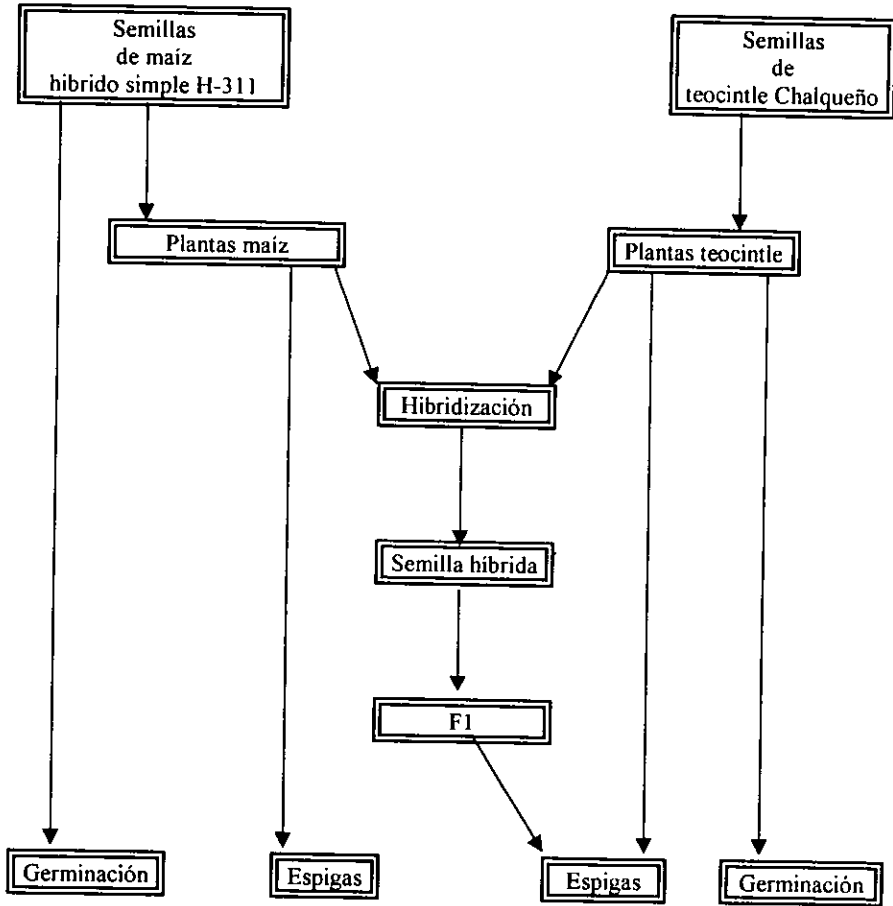 Semillas
de maíz
hibrido simple H-311
Semillas
de
teocintle Chalqueño
Plantas maíz
Plantas teocintle
Hibridización
Semilla híbrida
F1
Germinación
Espigas
Espigas
Germinación